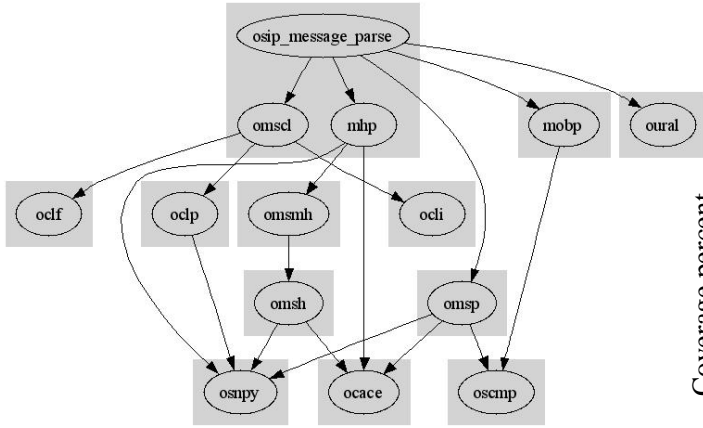 osip_message_parse
omscl
mhp
mobp
oural
oclf
oclp
omsmh
ocli
omsh
omsp
osnpy
ocace
oscmp
Coverage percent